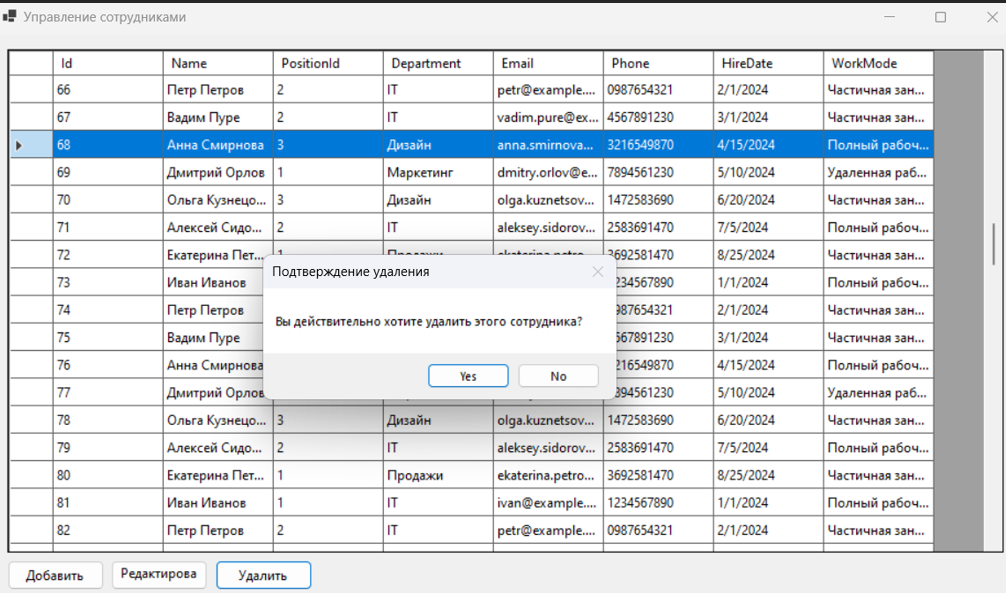 Управление сотрудниками
Id Name PositionId Department Email Phone HireDate WorkMode
66 Петр Петров 2 IT petr@example.... 0987654321 2/1/2024 Частичная зан...
67 Вадим Пуре 2 IT vadim.pure@ex... 4567891230 3/1/2024 Частичная зан...
68 Анна Смирнова 3 Дизайн anna.smirnova... 3216549870 4/15/2024 Полный рабоч...
69 Дмитрий Орлов 1 Маркетинг dmitry.orlov@e... 7894561230 5/10/2024 Удаленная раб...
70 Ольга Кузнецо... 3 Дизайн olga.kuznetsov... 1472583690 6/20/2024 Частичная зан...
71 Алексей Сидо... 2 IT aleksey.sidorov... 2583691470 7/5/2024 Полный рабоч...
72 Екатерина Пет... 1 Продажи ekaterina.petro... 3692581470 8/25/2024 Частичная зан...
73 Иван Иванов 234567890 1/1/2024 Полный рабоч...
74 Петр Петров 987654321 2/1/2024 Частичная зан...
75 Вадим Пуре 567891230 3/1/2024 Частичная зан...
76 Анна Смирнова 216549870 4/15/2024 Полный рабоч...
77 Дмитрий Орлов 894561230 5/10/2024 Удаленная раб...
Подтверждение удаления
Вы действительно хотите удалить этого сотрудника?
Yes No
78 Ольга Кузнецо... 3 Дизайн olga.kuznetsov... 1472583690 6/20/2024 Частичная зан...
79 Алексей Сидо... 2 IT aleksey.sidorov... 2583691470 7/5/2024 Полный рабоч...
80 Екатерина Пет... 1 Продажи ekaterina.petro... 3692581470 8/25/2024 Частичная зан...
81 Иван Иванов 1 IT ivan@example.... 1234567890 1/1/2024 Полный рабоч...
82 Петр Петров 2 IT petr@example.... 0987654321 2/1/2024 Частичная зан...
Добавить Редактирова Удалить